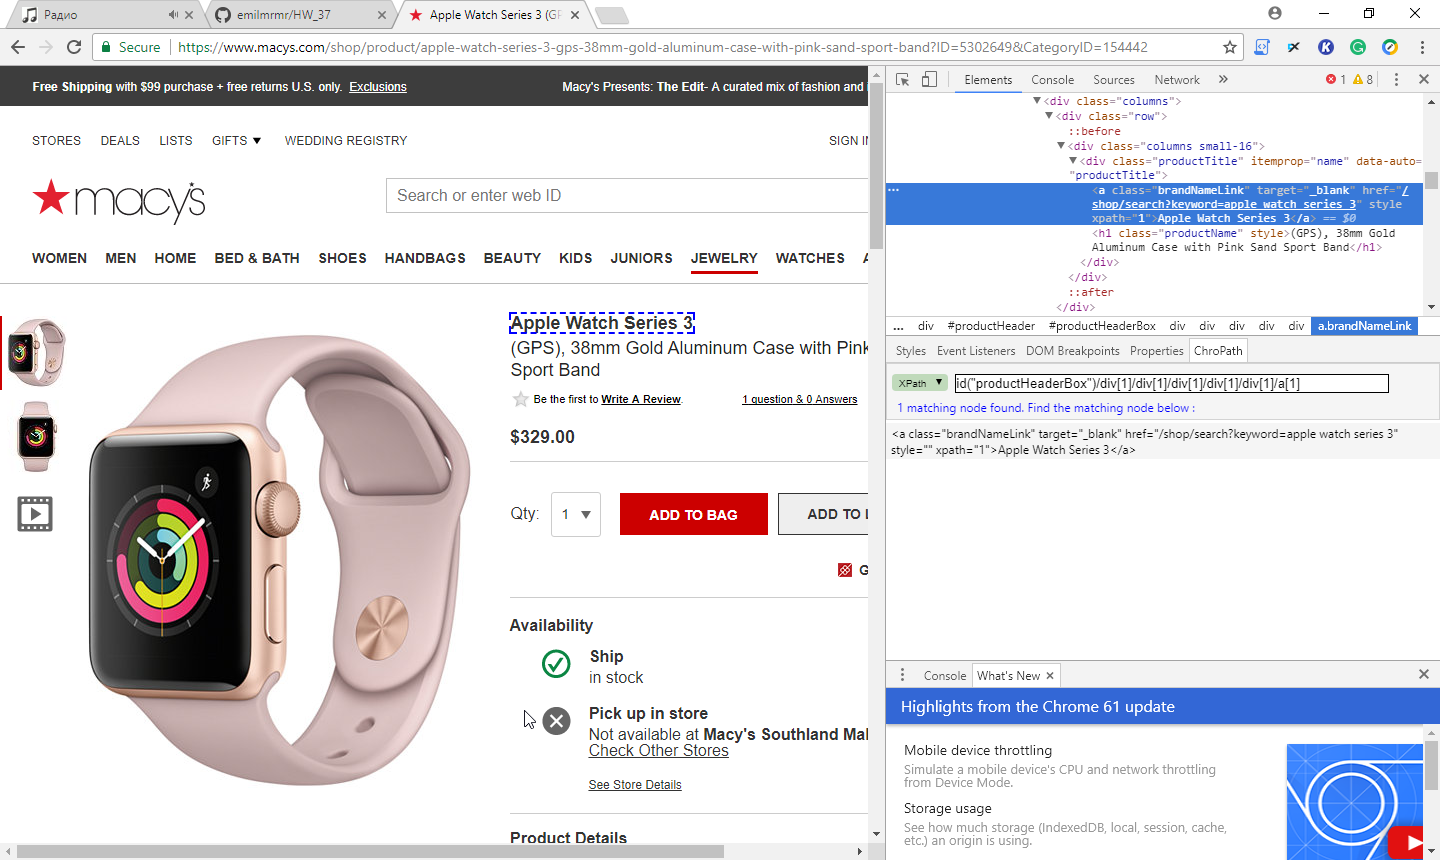 Радио
emilmrmr/HW_37
Apple Watch Series 3 (GP
Secure
https://www.macys.com/shop/product/apple-watch-series-3-gps-38mm-gold-aluminum-case-with-pink-sand-sport-band?ID=5302649&CategoryID=154442
Free Shipping with $99 purchase + free returns U.S. only. Exclusions
Macy's Presents: The Edit- A curated mix of fashion and
STORES DEALS LISTS GIFTS WEDDING REGISTRY
SIGN IN
macy's
Search or enter web ID
WOMEN MEN HOME BED & BATH SHOES HANDBAGS BEAUTY KIDS JUNIORS JEWELRY WATCHES
Apple Watch Series 3
(GPS), 38mm Gold Aluminum Case with Pink
Sport Band
Be the first to Write A Review.
1 question & 0 Answers
$329.00
Qty: 1 ADD TO BAG ADD TO L
G
Availability
Ship
in stock
Pick up in store
Not available at Macy's Southland Mal
Check Other Stores
See Store Details
Product Details
Elements Console Sources Network » 1 8
<div class="columns">
<div class="row">
::before
<div class="columns small-16">
<div class="productTitle" itemprop="name" data-auto=
"productTitle">
<a class="brandNameLink" target="_blank" href="/
shop/search?keyword=apple watch series 3" style
xpath="1">Apple Watch Series 3</a> == $0
<h1 class="productName" style>(GPS), 38mm Gold
Aluminum Case with Pink Sand Sport Band</h1>
</div>
</div>
::after
</div>
... div #productHeader #productHeaderBox div div div div div a.brandNameLink
Styles Event Listeners DOM Breakpoints Properties ChroPath
XPath id("productHeaderBox")/div[1]/div[1]/div[1]/div[1]/div[1]/a[1]
1 matching node found. Find the matching node below :
<a class="brandNameLink" target="_blank" href="/shop/search?keyword=apple watch series 3"
style="" xpath="1">Apple Watch Series 3</a>
Console What's New
Highlights from the Chrome 61 update
Mobile device throttling
Simulate a mobile device's CPU and network throttling
from Device Mode.
Storage usage
See how much storage (IndexedDB, local, session, cache,
etc.) an origin is using.